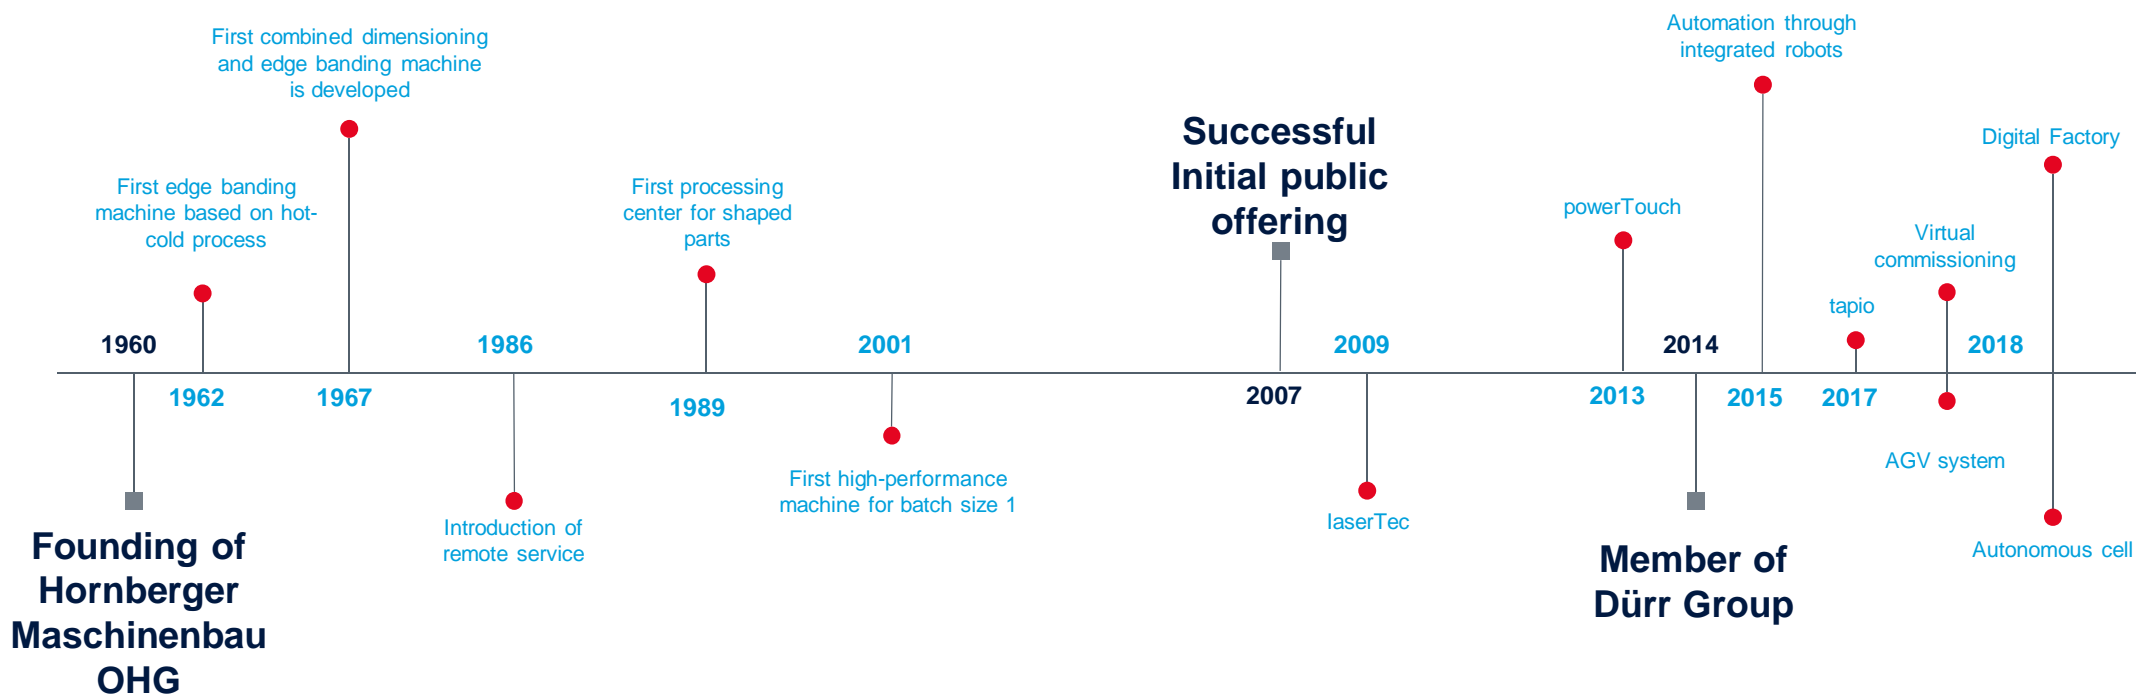 First combined dimensioning
and edge banding machine
is developed
Automation through
integrated robots
First edge banding
machine based on hot-
cold process
First processing
center for shaped
parts
Successful
Initial public
offering
powerTouch
Digital Factory
Virtual
commissioning
tapio
1960
1986
2001
2009
2014
2018
1962
1967
1989
2007
2013
2015
2017
Founding of
Hornberger
Maschinenbau
OHG
Introduction of
remote service
First high-performance
machine for batch size 1
laserTec
Member of
Dürr Group
AGV system
Autonomous cell